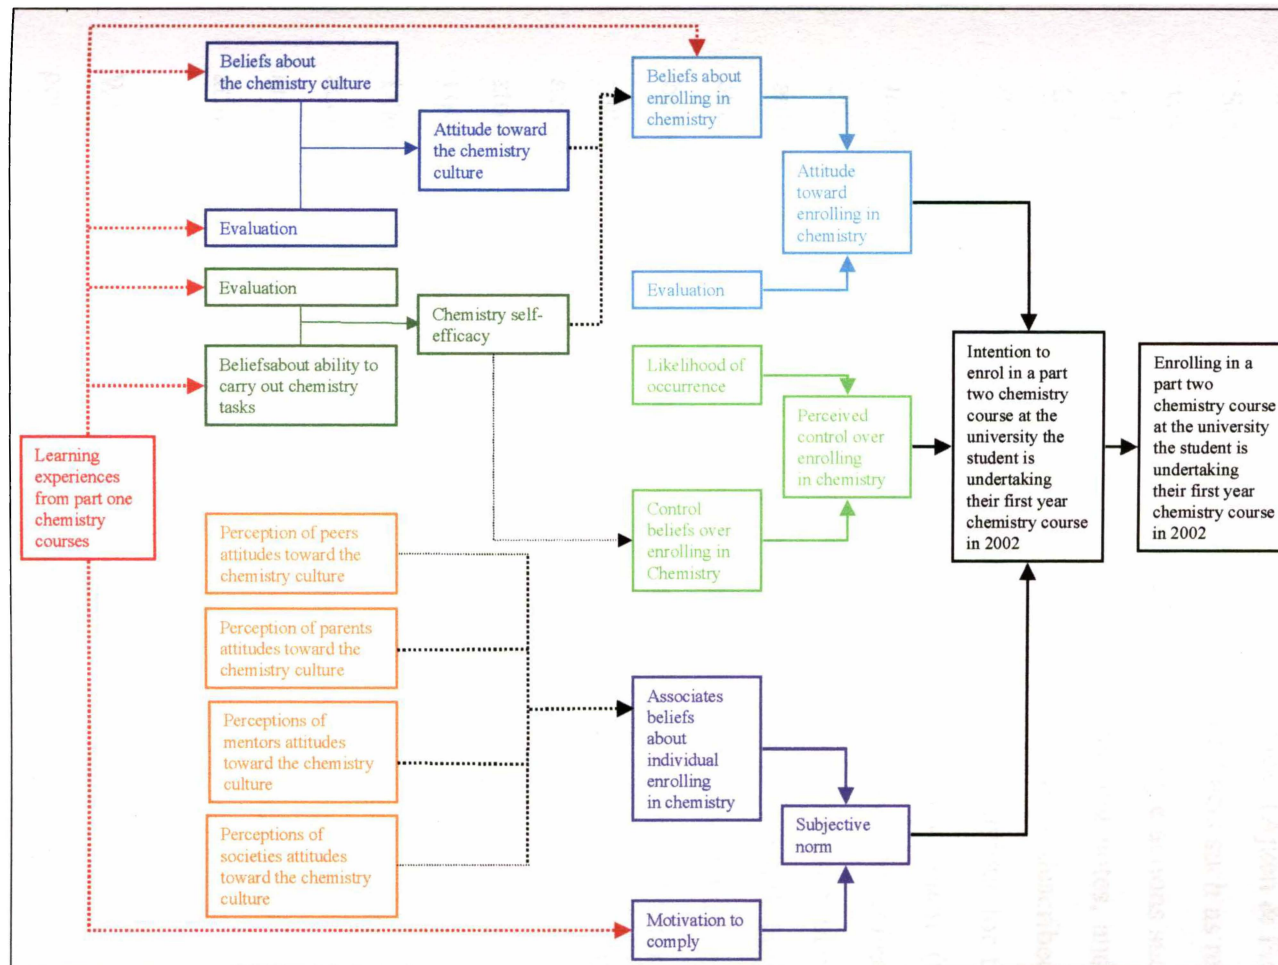 Beliefs about
the chemistry culture
Attitude toward
the chemistry
culture
Evaluation
Evaluation
Chemistry self-
efficacy
Beliefsabout ability to
carry out chemistry
tasks
Learning
experiences
from part one
chemistry
courses
Perception of peers
attitudes toward the
chemistry culture
Perception of parents
attitudes toward the
chemistry culture
Perceptions of
mentors attitudes
toward the chemistry
culture
Perceptions of
societies attitudes
toward the chemistry
culture
Beliefs about
enrolling in
chemistry
Attitude
toward
enrolling in
chemistry
Evaluation
Likelihood of
occurrence
Perceived
control over
enrolling
in chemistry
Control
beliefs over
enrolling in
Chemistry
Associates
beliefs
about
individual
enrolling
in chemistry
Subjective
norm
Motivation to
comply
Intention to
enrol in a part
two chemistry
course at the
university the
student is
undertaking
their first year
chemistry course
in 2002
Enrolling in a
part two
chemistry course
at the university
the student is
undertaking
their first year
chemistry course
in 2002